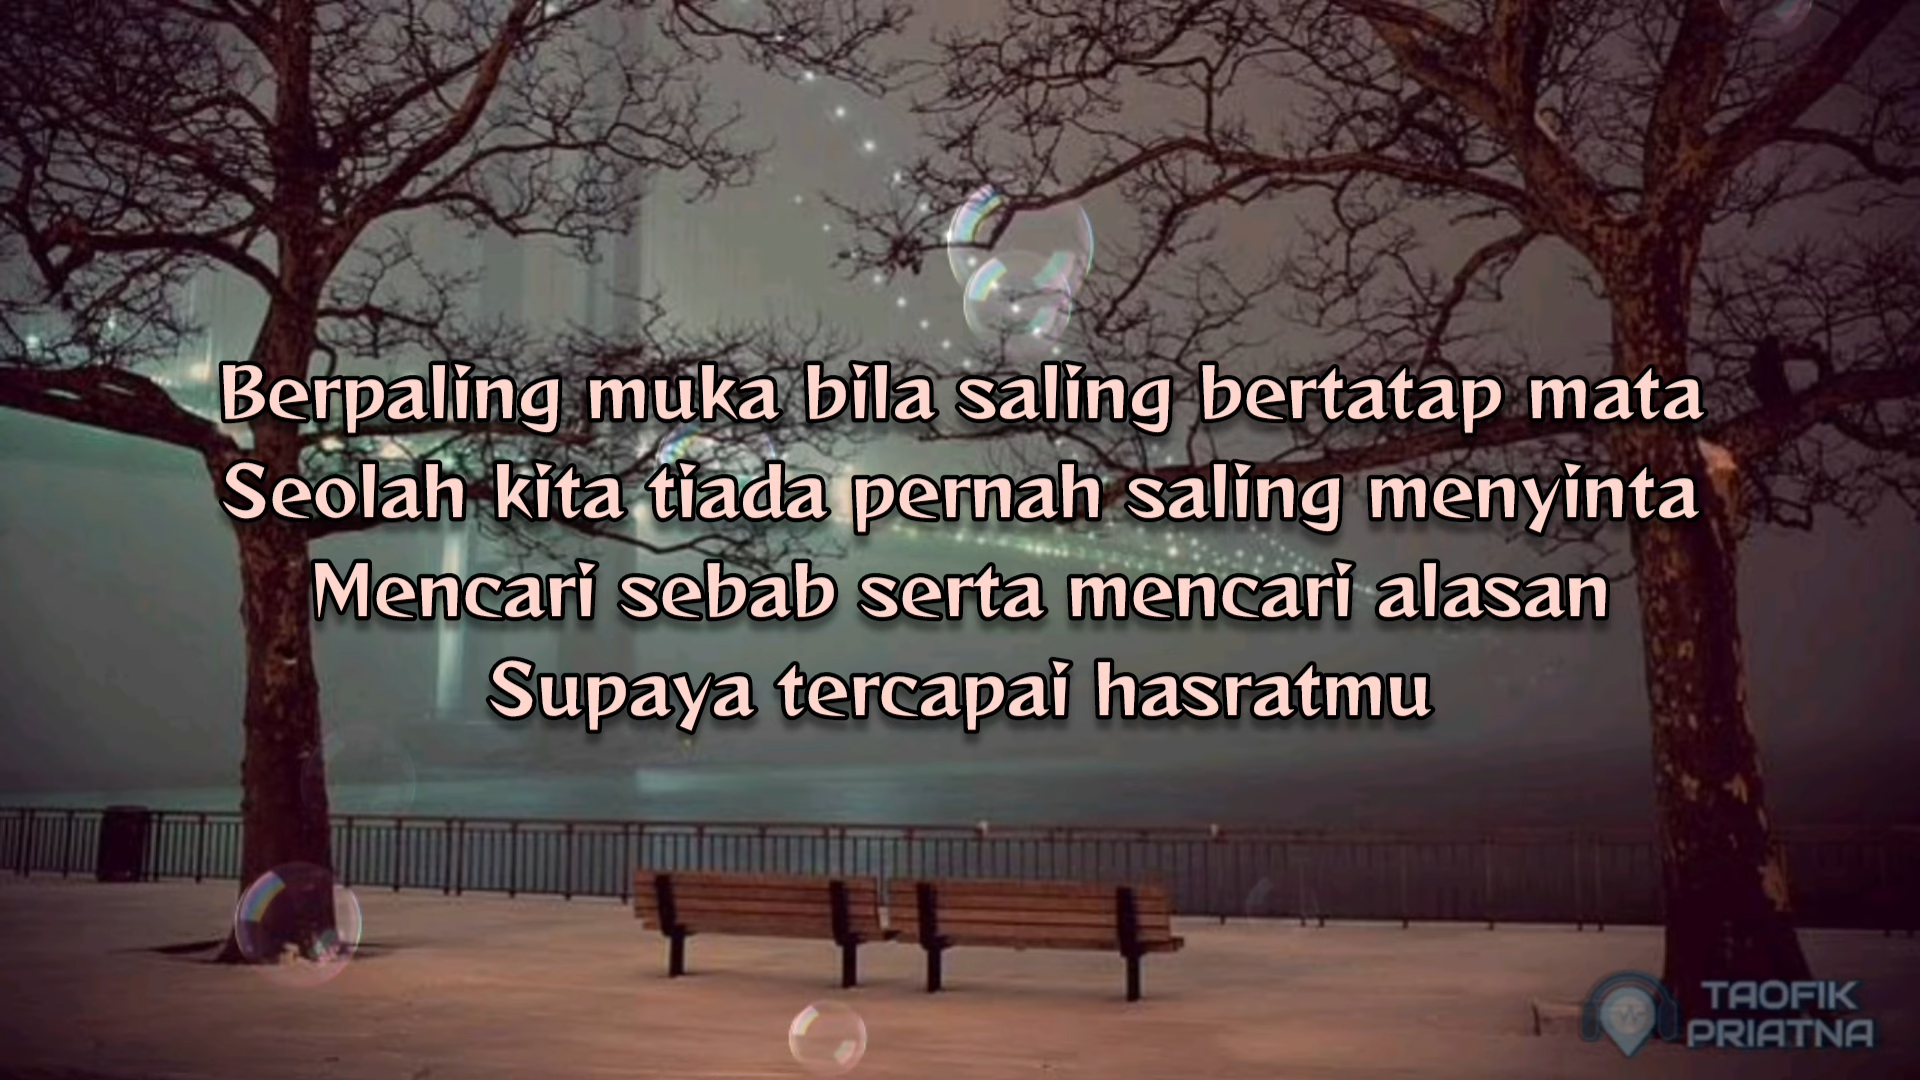 Berpaling muka bila saling bertatap mata
Seolah kita tiada pernah saling menyinta
Mencari sebab serta mencari alasan
Supaya tercapai hasratmu
TAOFIK
PRIATNA